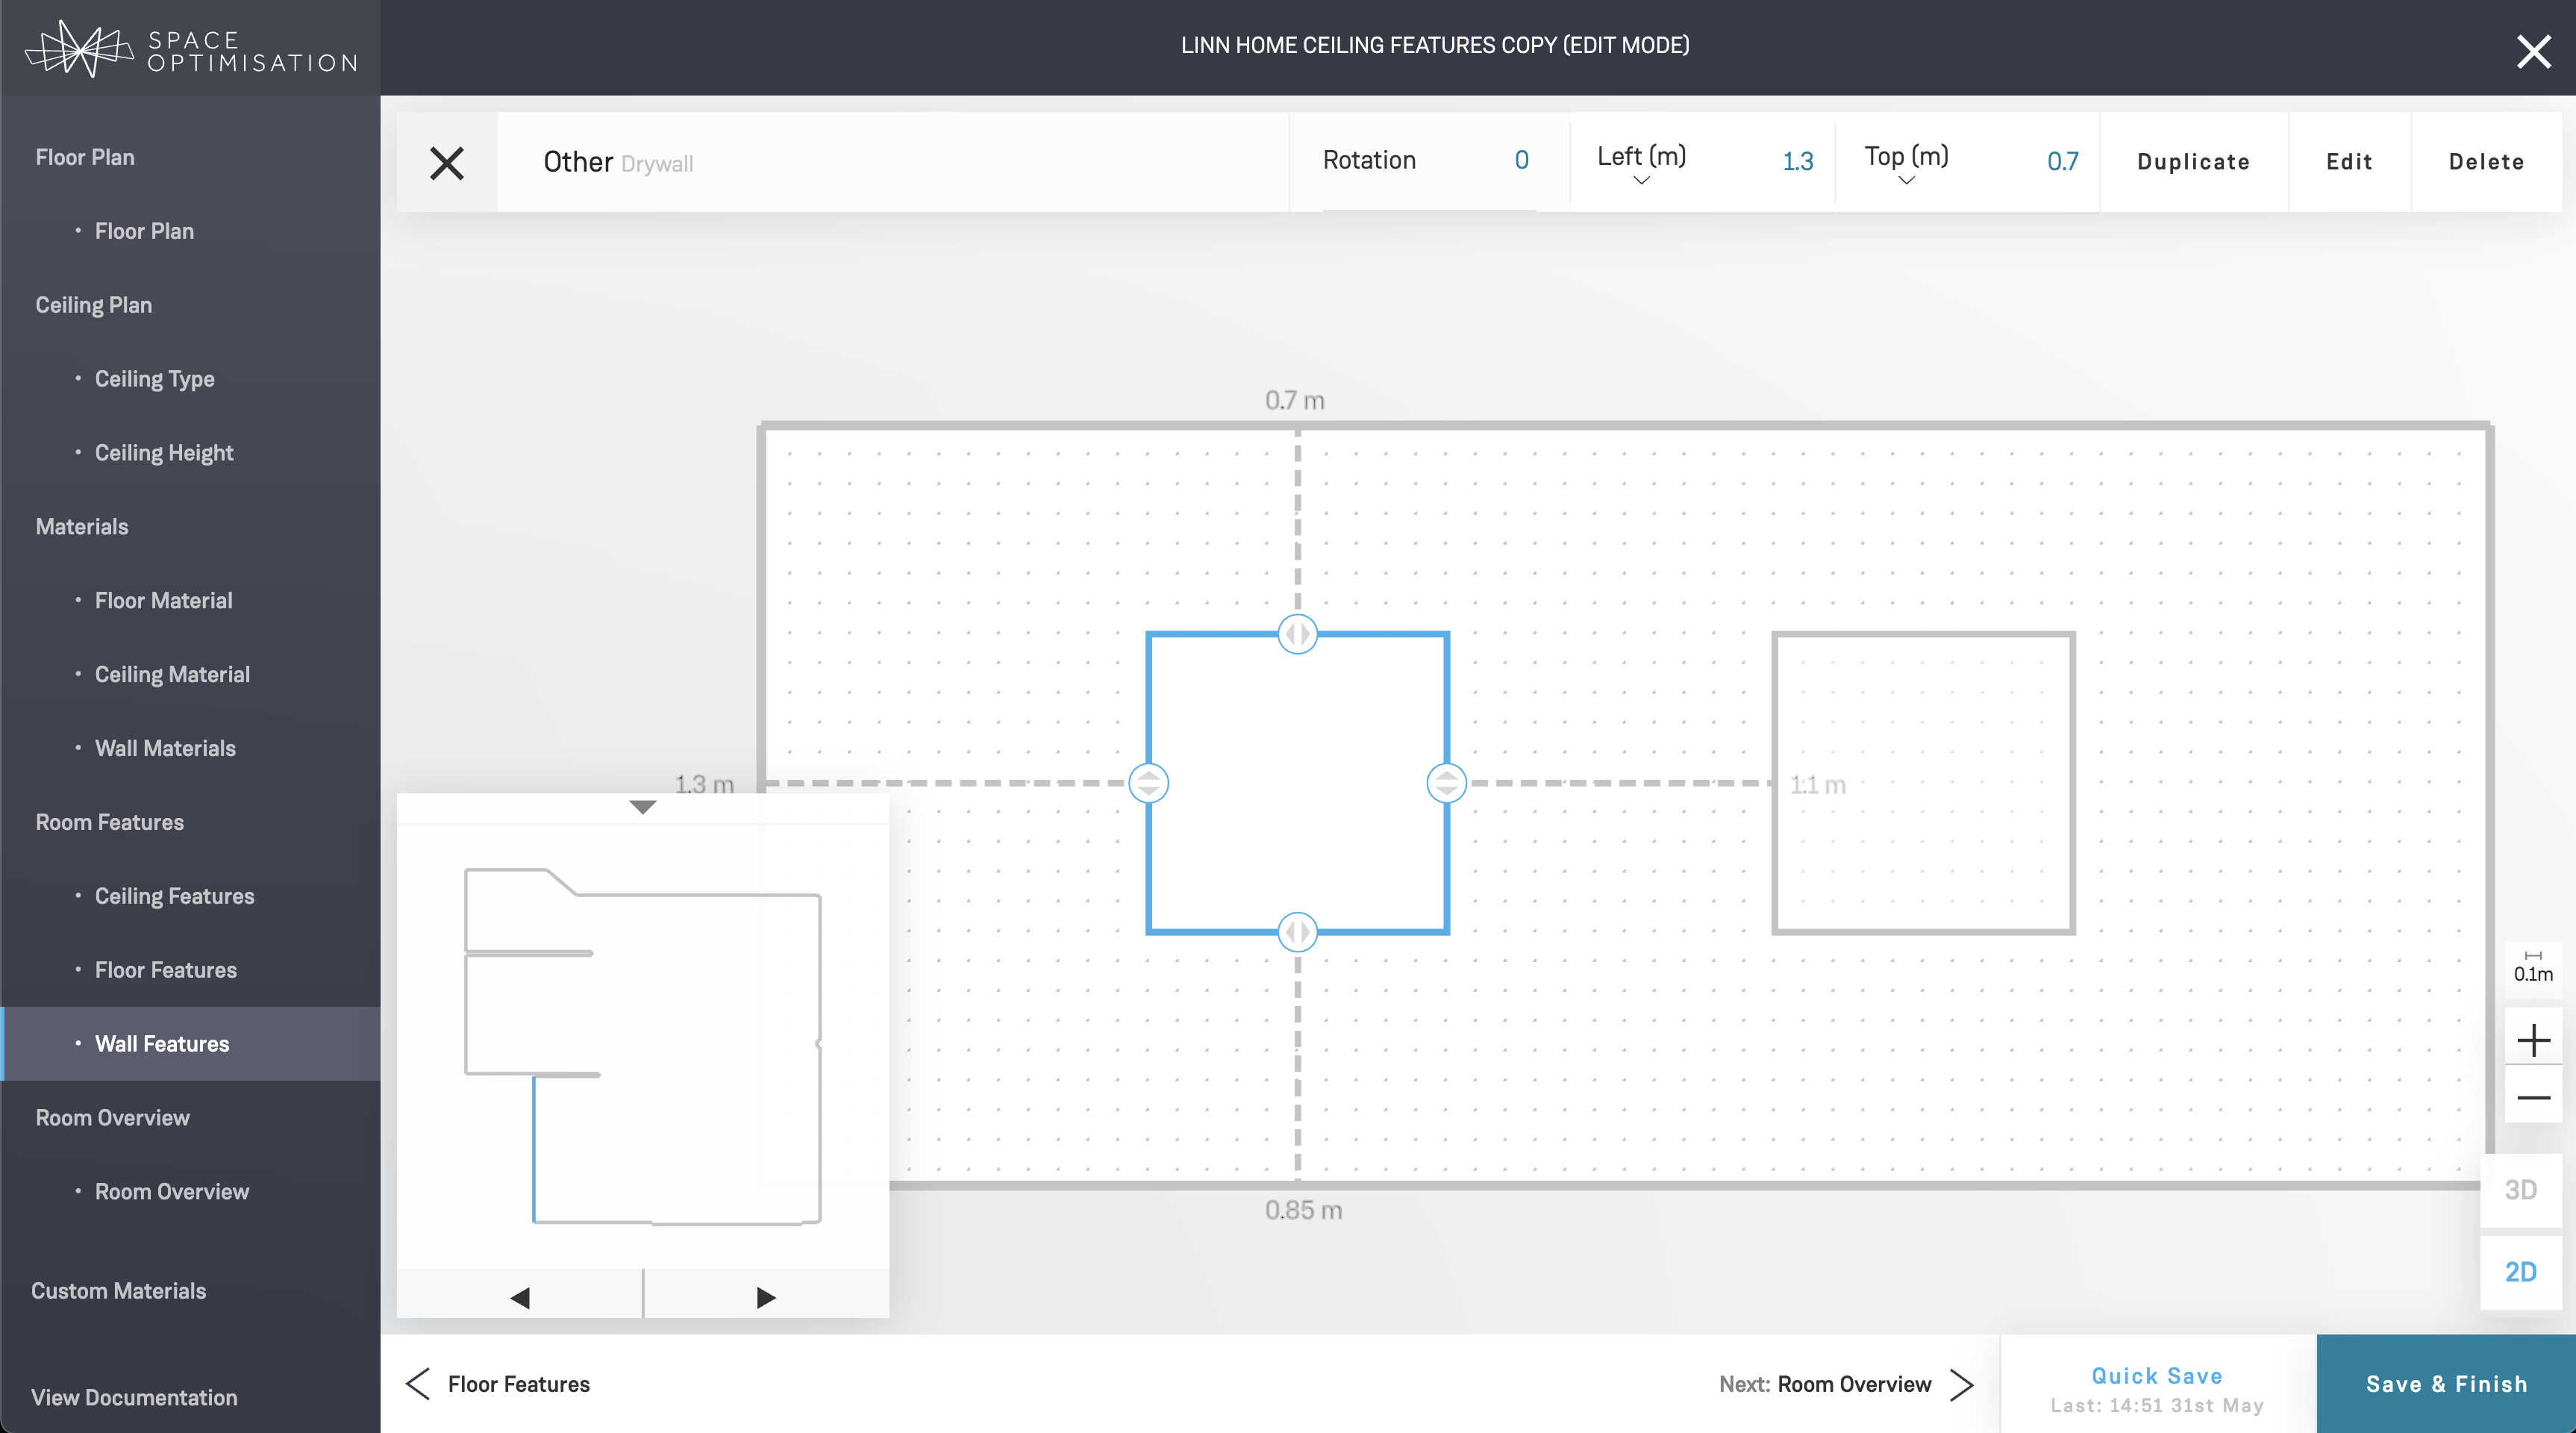 SPACE
OPTIMISATION
LINN HOME CEILING FEATURES COPY (EDIT MODE)
Floor Plan
• Floor Plan
Ceiling Plan
• Ceiling Type
• Ceiling Height
Materials
• Floor Material
• Ceiling Material
• Wall Materials
Room Features
• Ceiling Features
• Floor Features
• Wall Features
Room Overview
• Room Overview
Custom Materials
View Documentation
Other Drywall
Rotation 0
Left (m) 1.3
Top (m) 0.7
Duplicate
Edit
Delete
0.7 m
1.3 m
1.1 m
0.85 m
0.1m
3D
2D
Floor Features
Next: Room Overview
Quick Save
Last: 14:51 31st May
Save & Finish